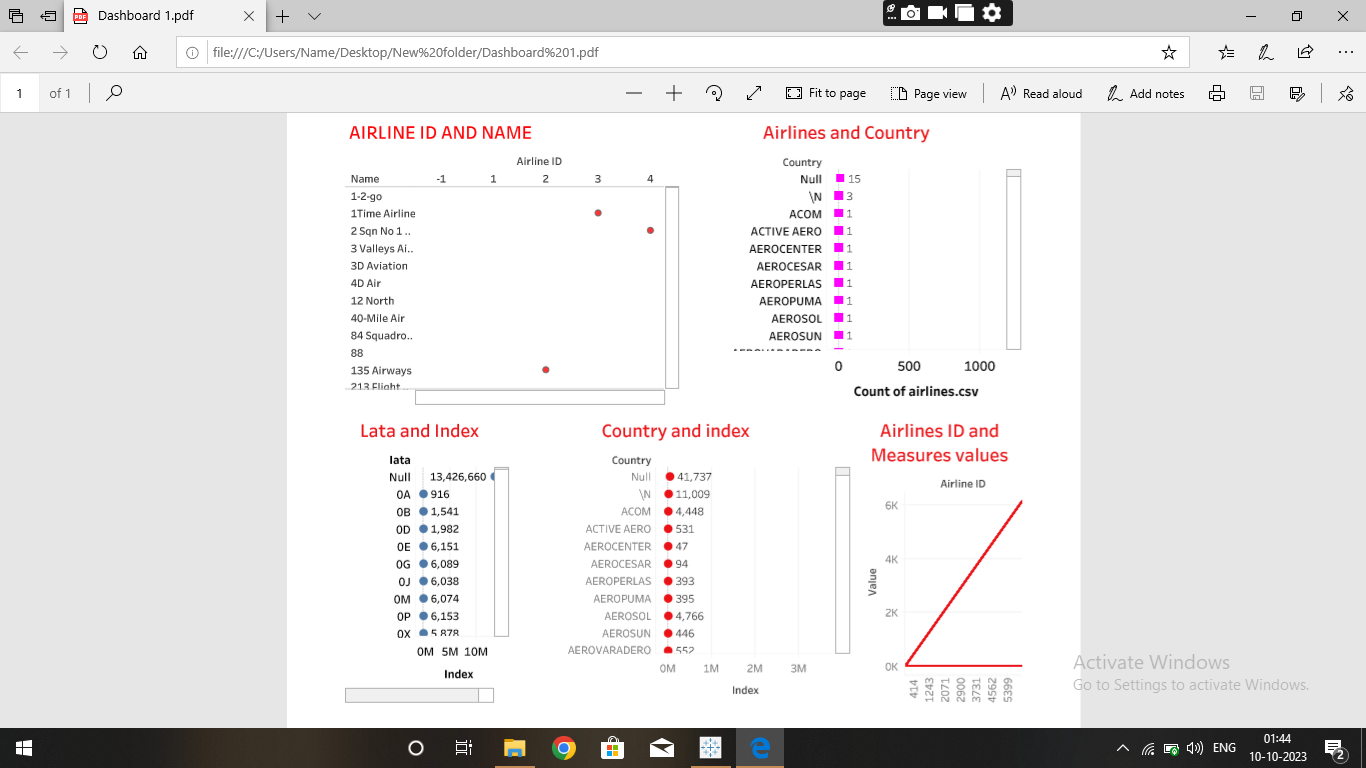 Dashboard 1.pdf
file:///C:/Users/Name/Desktop/New%20folder/Dashboard%201.pdf
1 of 1
Fit to page
Page view
Read aloud
Add notes
AIRLINE ID AND NAME
Airline ID
Name -1 1 2 3 4
1-2-go
1Time Airline
2 Sqn No 1 ..
3 Valleys Ai..
3D Aviation
4D Air
12 North
40-Mile Air
84 Squadro..
88
135 Airways
213 Flight ..
Airlines and Country
Country
Null 15
\N 3
ACOM 1
ACTIVE AERO 1
AEROCENTER 1
AEROCESAR 1
AEROPERLAS 1
AEROPUMA 1
AEROSOL 1
AEROSUN 1
0 500 1000
Count of airlines.csv
Lata and Index
Iata
Null 13,426,660
0A 916
0B 1,541
0D 1,982
0E 6,151
0G 6,089
0J 6,038
0M 6,074
0P 6,153
0X 5,878
0M 5M 10M
Index
Country and index
Country
Null 41,737
\N 11,009
ACOM 4,448
ACTIVE AERO 531
AEROCENTER 47
AEROCESAR 94
AEROPERLAS 393
AEROPUMA 395
AEROSOL 4,766
AEROSUN 446
AEROVARADERO 552
0M 1M 2M 3M
Index
Airlines ID and
Measures values
Airline ID
6K
4K
2K
0K
Value
414
1243
2071
2900
3731
4562
5399
Activate Windows
Go to Settings to activate Windows.
ENG
01:44
10-10-2023
2